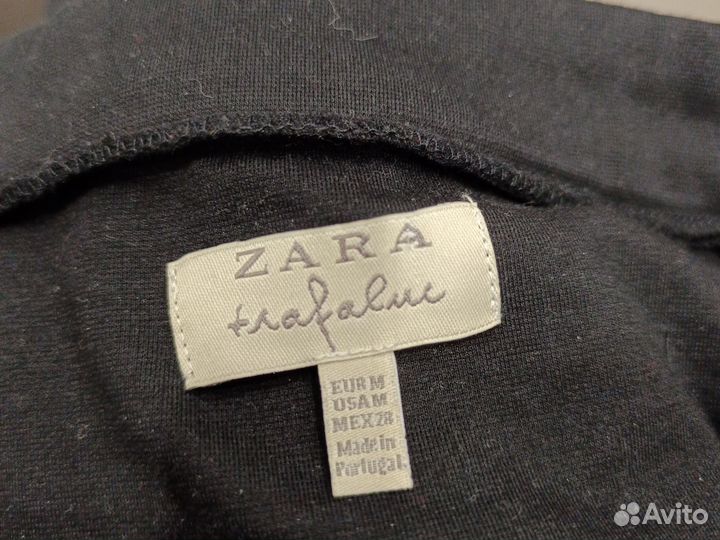 ZARA
trafaluc
EUR M
USA M
MEX 28
Made in
Portugal
Avito